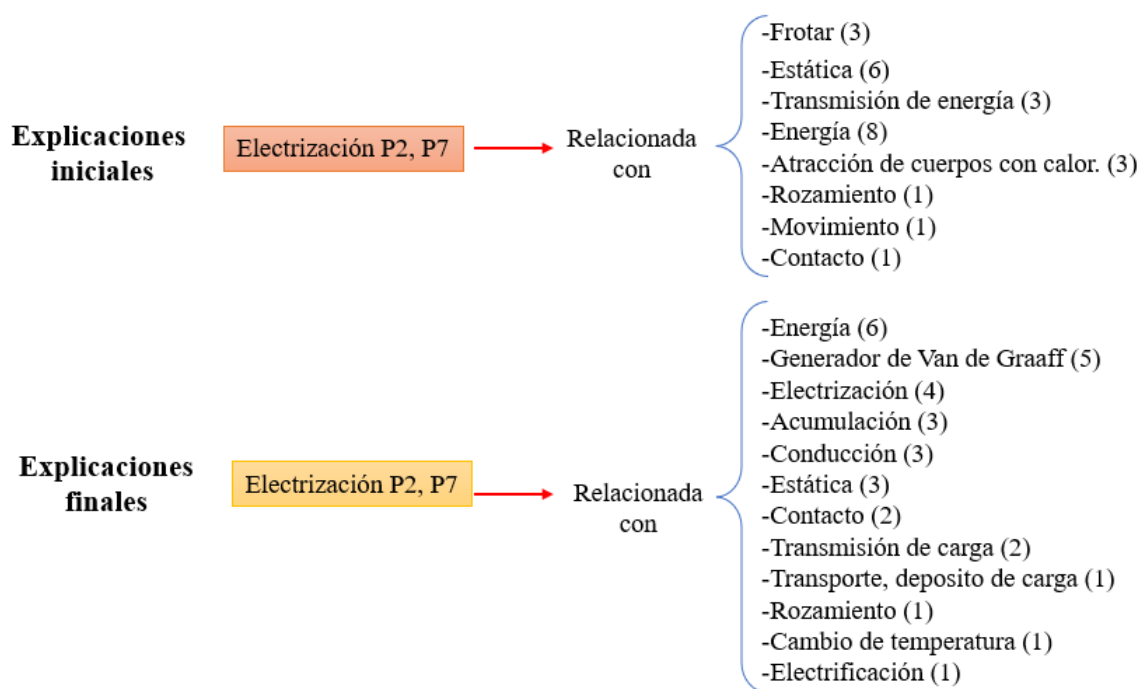 Explicaciones
iniciales
Electrización P2, P7
Relacionada
con
-Frotar (3)
-Estática (6)
-Transmisión de energía (3)
-Energía (8)
-Atracción de cuerpos con calor. (3)
-Rozamiento (1)
-Movimiento (1)
-Contacto (1)
Explicaciones
finales
Electrización P2, P7
Relacionada
con
-Energía (6)
-Generador de Van de Graaff (5)
-Electrización (4)
-Acumulación (3)
-Conducción (3)
-Estática (3)
-Contacto (2)
-Transmisión de carga (2)
-Transporte, deposito de carga (1)
-Rozamiento (1)
-Cambio de temperatura (1)
-Electrificación (1)